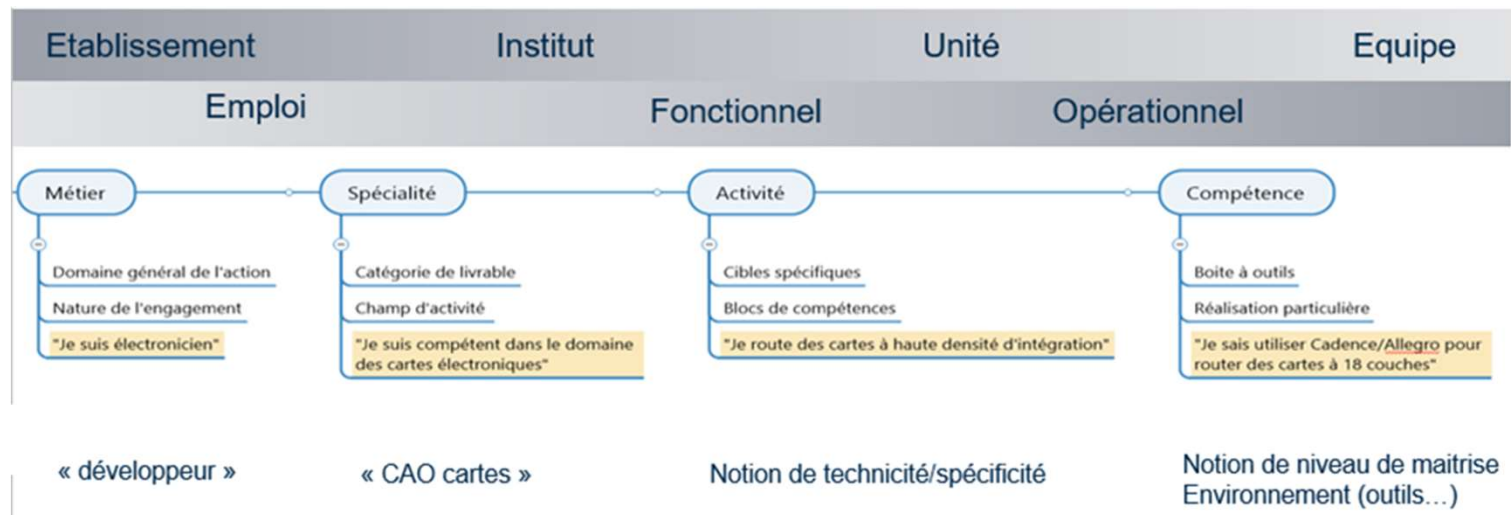 Etablissement Institut Unité Equipe
Emploi Fonctionnel Opérationnel
Métier Spécialité Activité Compétence
Domaine général de l'action
Nature de l'engagement
"Je suis électronicien"
Catégorie de livrable
Champ d'activité
"Je suis compétent dans le domaine
des cartes électroniques"
Cibles spécifiques
Blocs de compétences
"Je route des cartes à haute densité d'intégration"
Boite à outils
Réalisation particulière
"Je sais utiliser Cadence/Allegro pour
router des cartes à 18 couches"
« développeur »
« CAO cartes »
Notion de technicité/spécificité
Notion de niveau de maitrise
Environnement (outils...)